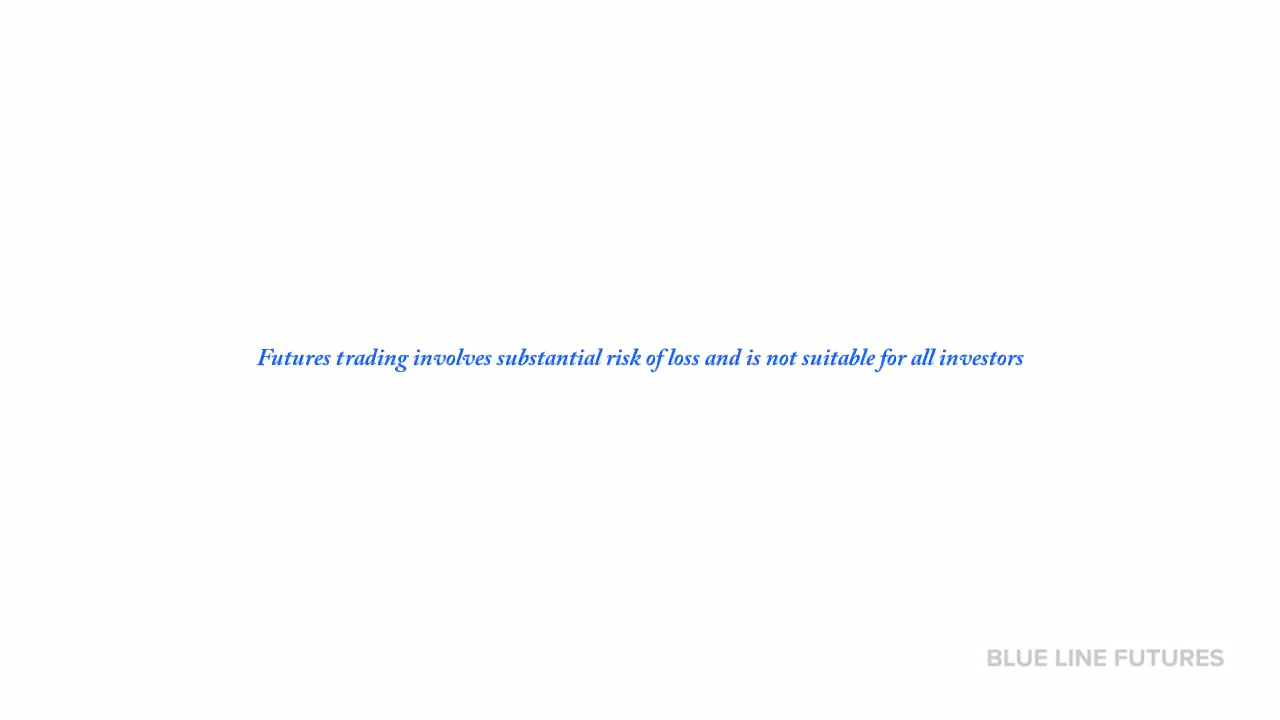 Futures trading involves substantial risk of loss and is not suitable for all investors
BLUE LINE FUTURES